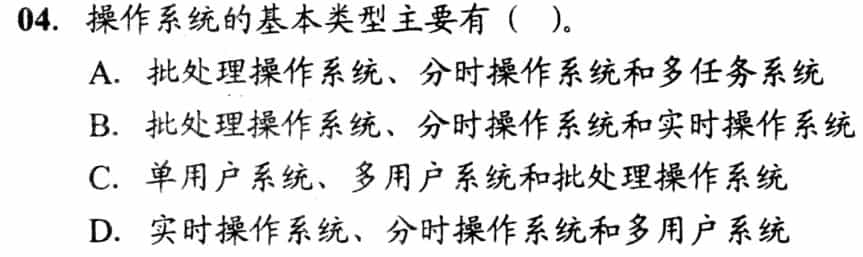 04. 操作系统的基本类型主要有（ ）。
A. 批处理操作系统、分时操作系统和多任务系统
B. 批处理操作系统、分时操作系统和实时操作系统
C. 单用户系统、多用户系统和批处理操作系统
D. 实时操作系统、分时操作系统和多用户系统